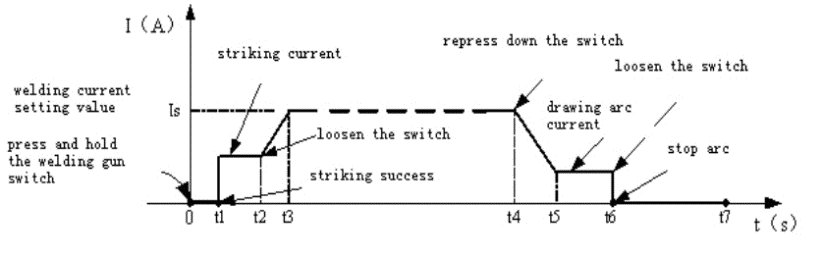 I (A)
striking current
repress down the switch
loosen the switch
welding current
setting value
Is
drawing arc
current
press and hold
the welding gun
switch
loosen the switch
stop arc
striking success
0 t1 t2 t3 t4 t5 t6 t7
t (s)